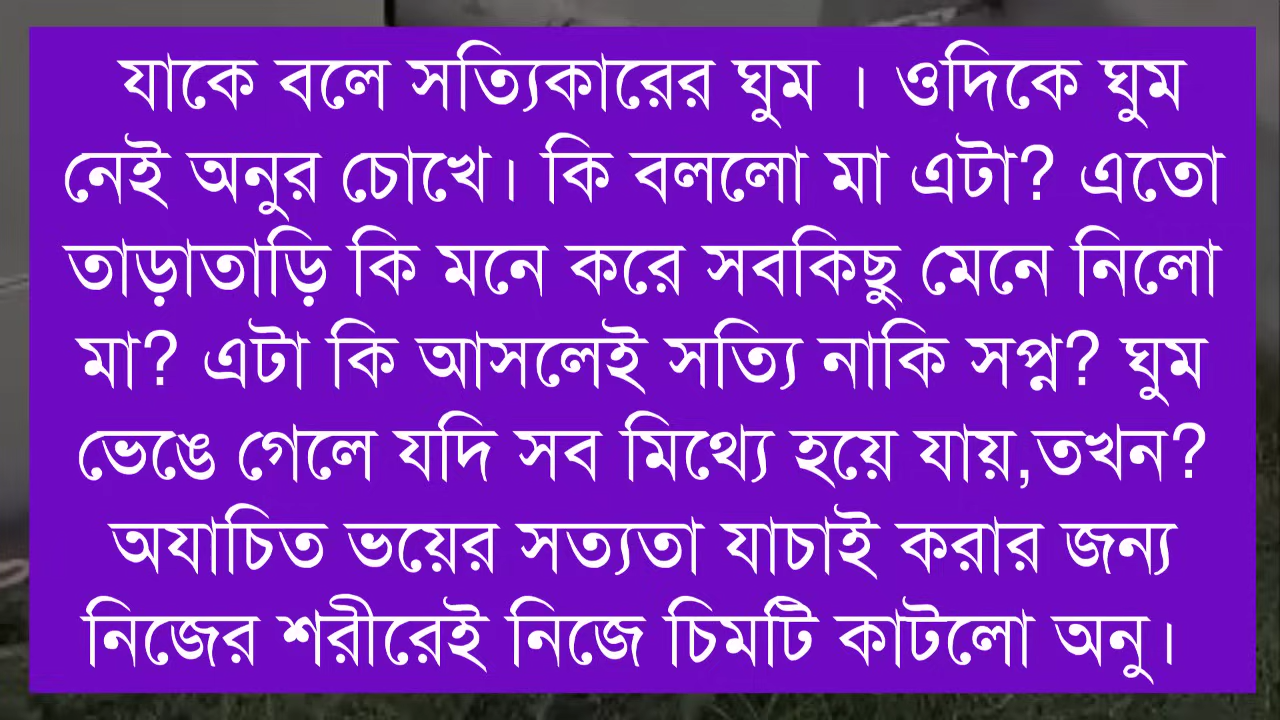 যাকে বলে সত্যিকারের ঘুম । ওদিকে ঘুম
নেই অনুর চোখে। কি বললো মা এটা? এতো
তাড়াতাড়ি কি মনে করে সবকিছু মেনে নিলো
মা? এটা কি আসলেই সত্যি নাকি সপ্ন? ঘুম
ভেঙে গেলে যদি সব মিথ্যে হয়ে যায়,তখন?
অযাচিত ভয়ের সত্যতা যাচাই করার জন্য
নিজের শরীরেই নিজে চিমটি কাটলো অনু।